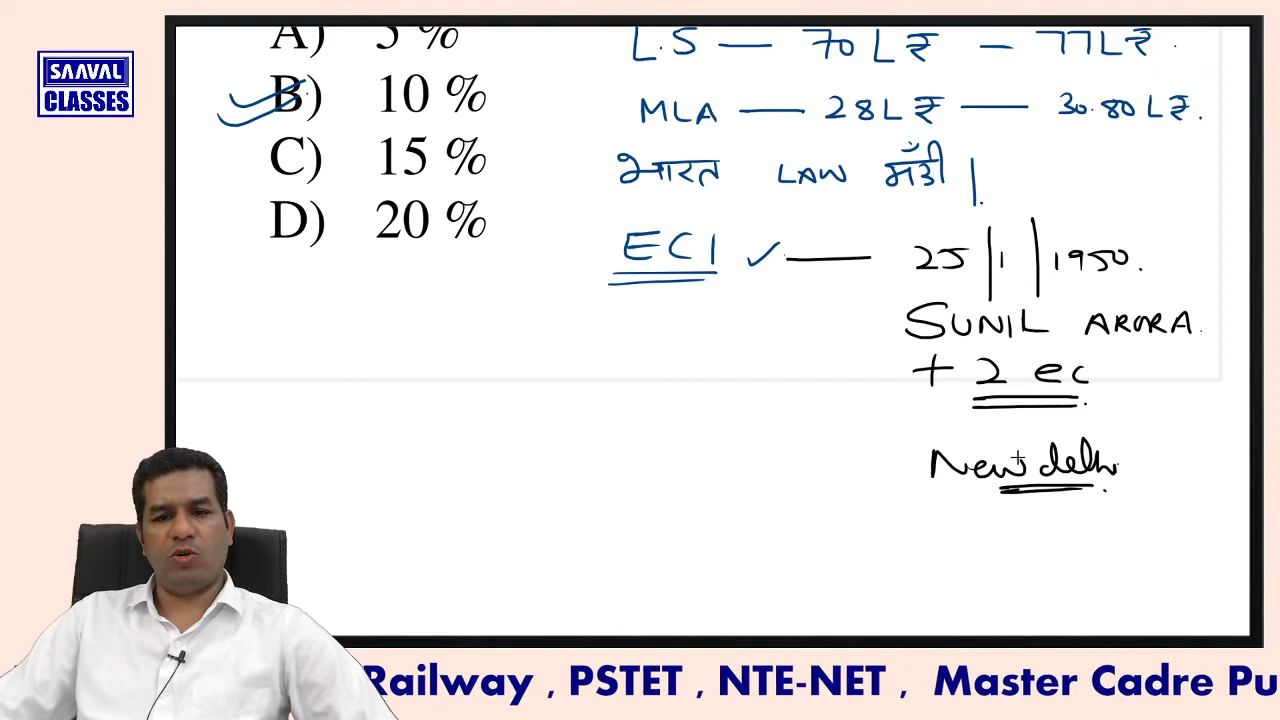 SAAVAL
CLASSES
A) 5 %
B) 10 %
C) 15 %
D) 20 %
L.S — 70 L ₹ — 77 L ₹
MLA — 28 L ₹ — 30.80 L ₹.
भारत LAW मंत्री |
ECI — 25 | 1 | 1950.
SUNIL ARORA.
+ 2 ec
New delhi
Railway , PSTET , NTE-NET , Master Cadre Pu